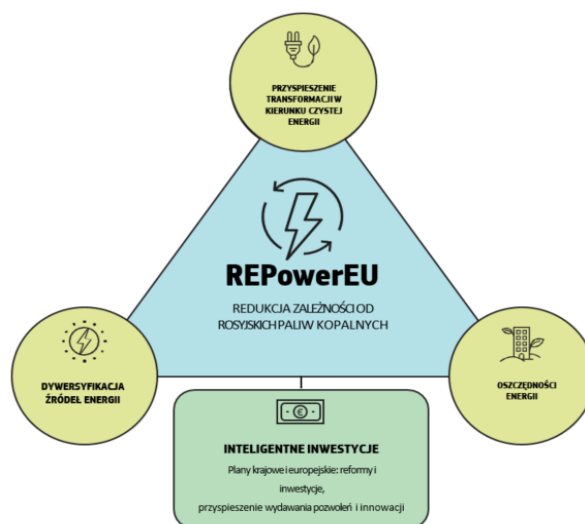 PRZYSPIESZENIE
TRANSFORMACJI W
KIERUNKU CZYSTEJ
ENERGII
REPowerEU
REDUKCJA ZALEŻNOŚCI OD
ROSYJSKICH PALIW KOPALNYCH
DYWERSYFIKACJA
ŹRÓDEŁ ENERGII
OSZCZĘDNOŚCI
ENERGII
INTELIGENTNE INWESTYCJE
Plany krajowe i europejskie: reformy i
inwestycje,
przyspieszenie wydawania pozwoleń i innowacji